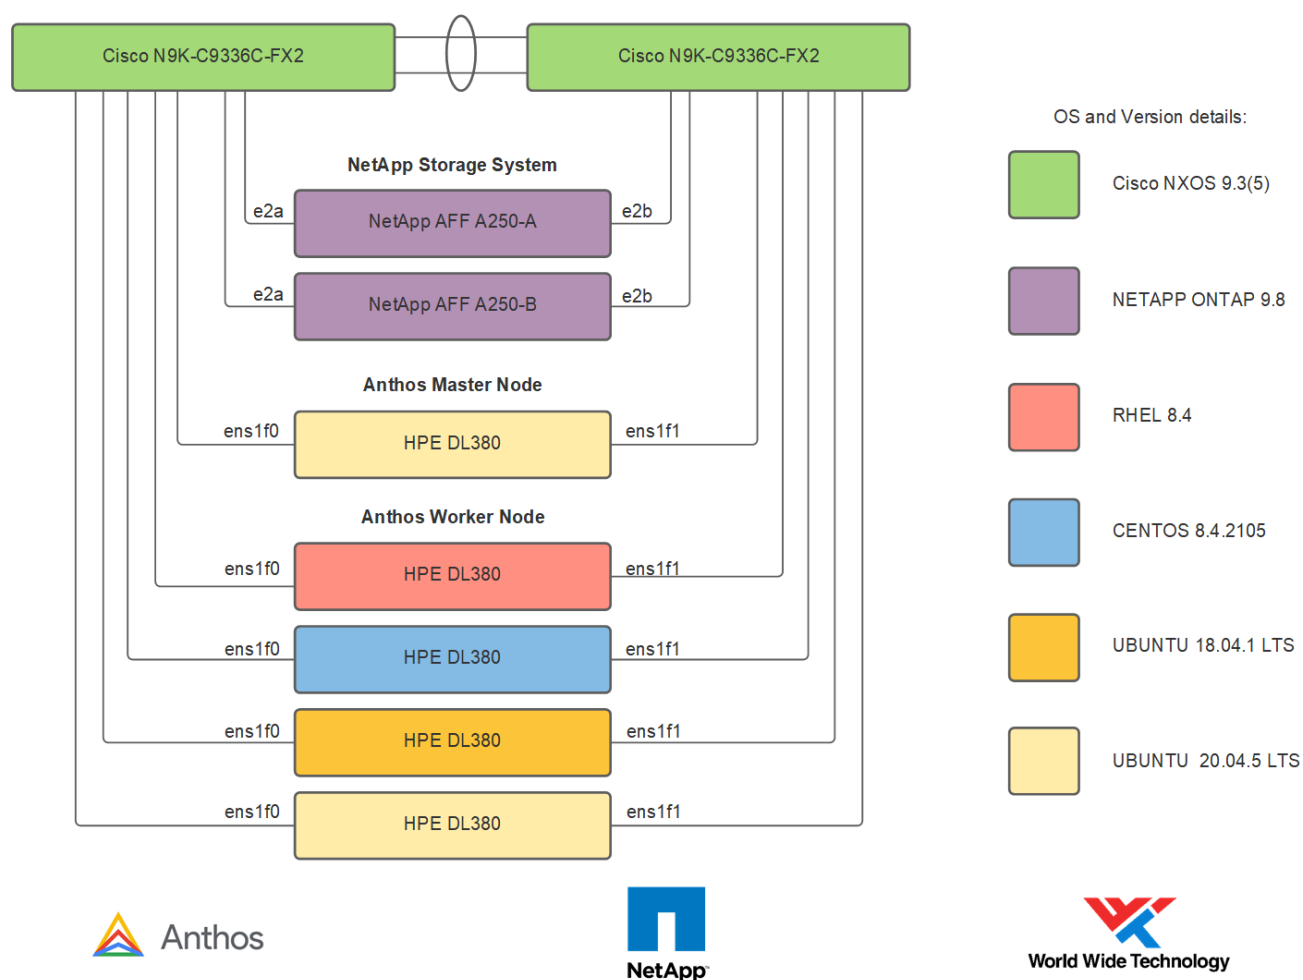 Cisco N9K-C9336C-FX2
Cisco N9K-C9336C-FX2
OS and Version details:
NetApp Storage System
Cisco NXOS 9.3(5)
e2a
NetApp AFF A250-A
e2b
e2a
NetApp AFF A250-B
e2b
NETAPP ONTAP 9.8
Anthos Master Node
RHEL 8.4
ens1f0
HPE DL380
ens1f1
Anthos Worker Node
CENTOS 8.4.2105
ens1f0
HPE DL380
ens1f1
ens1f0
HPE DL380
ens1f1
UBUNTU 18.04.1 LTS
ens1f0
HPE DL380
ens1f1
UBUNTU  20.04.5 LTS
ens1f0
HPE DL380
ens1f1
Anthos
NetApp
World Wide Technology